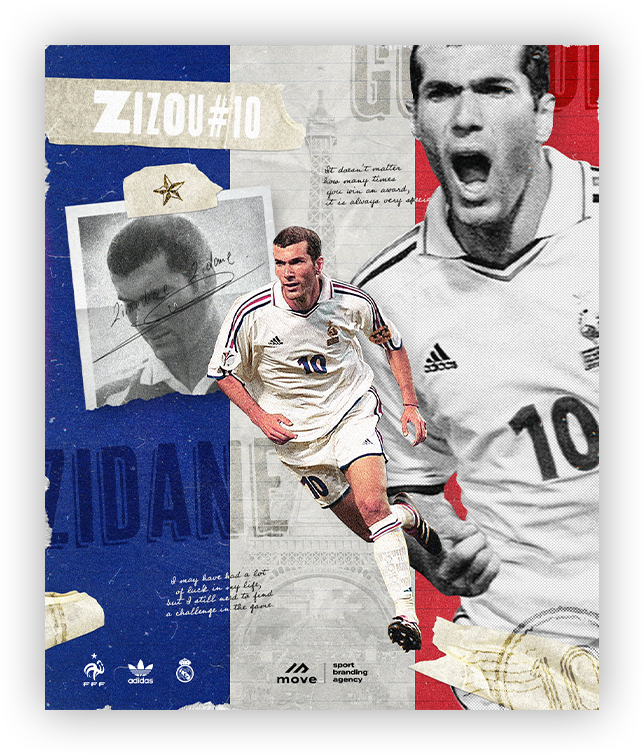 ZIZOU#10
It doesn't matter
how many times
you win an award,
it is always very
Zidane
10
10
10
ZIDANE
I may have had a lot
of luck in my life,
but I still need to find
a challenge in the game
FFF
adidas
move
sport
branding
agency
10